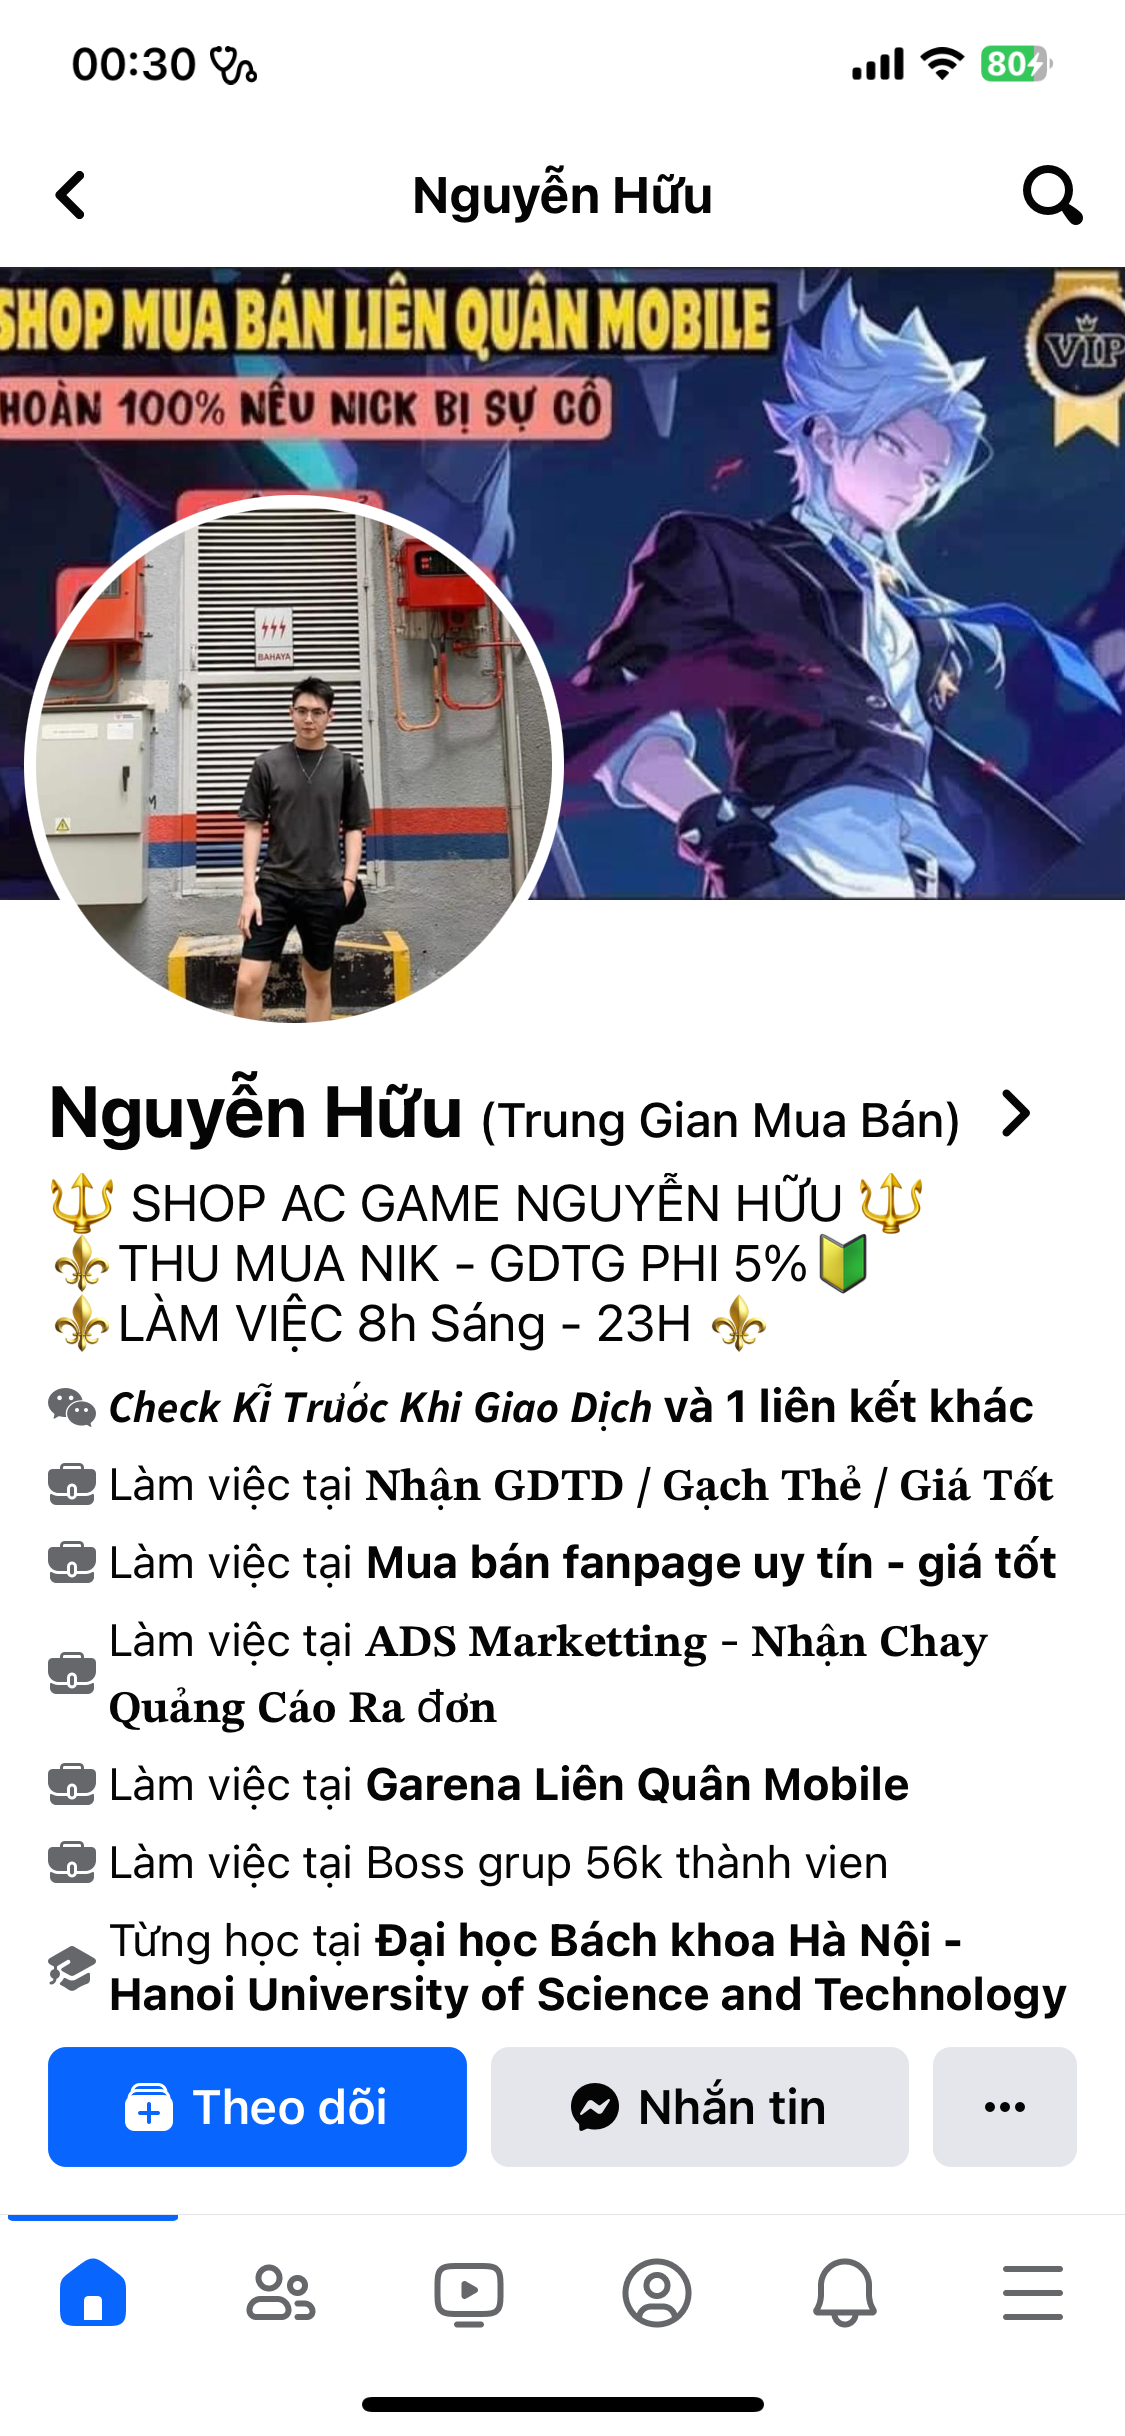 00:30
80
Nguyễn Hữu
SHOP MUA BÁN LIÊN QUÂN MOBILE
HOÀN 100% NẾU NICK BỊ SỰ CỐ
VIP
BAHAYA
Nguyễn Hữu (Trung Gian Mua Bán)
🔱 SHOP AC GAME NGUYỄN HỮU 🔱
⚜️THU MUA NIK - GDTG PHI 5%🔰
⚜️LÀM VIỆC 8h Sáng - 23H ⚜️
Check Kĩ Trước Khi Giao Dịch và 1 liên kết khác
Làm việc tại Nhận GDTD / Gạch Thẻ / Giá Tốt
Làm việc tại Mua bán fanpage uy tín - giá tốt
Làm việc tại ADS Marketting - Nhận Chay
Quảng Cáo Ra đơn
Làm việc tại Garena Liên Quân Mobile
Làm việc tại Boss grup 56k thành vien
Từng học tại Đại học Bách khoa Hà Nội -
Hanoi University of Science and Technology
Theo dõi
Nhắn tin